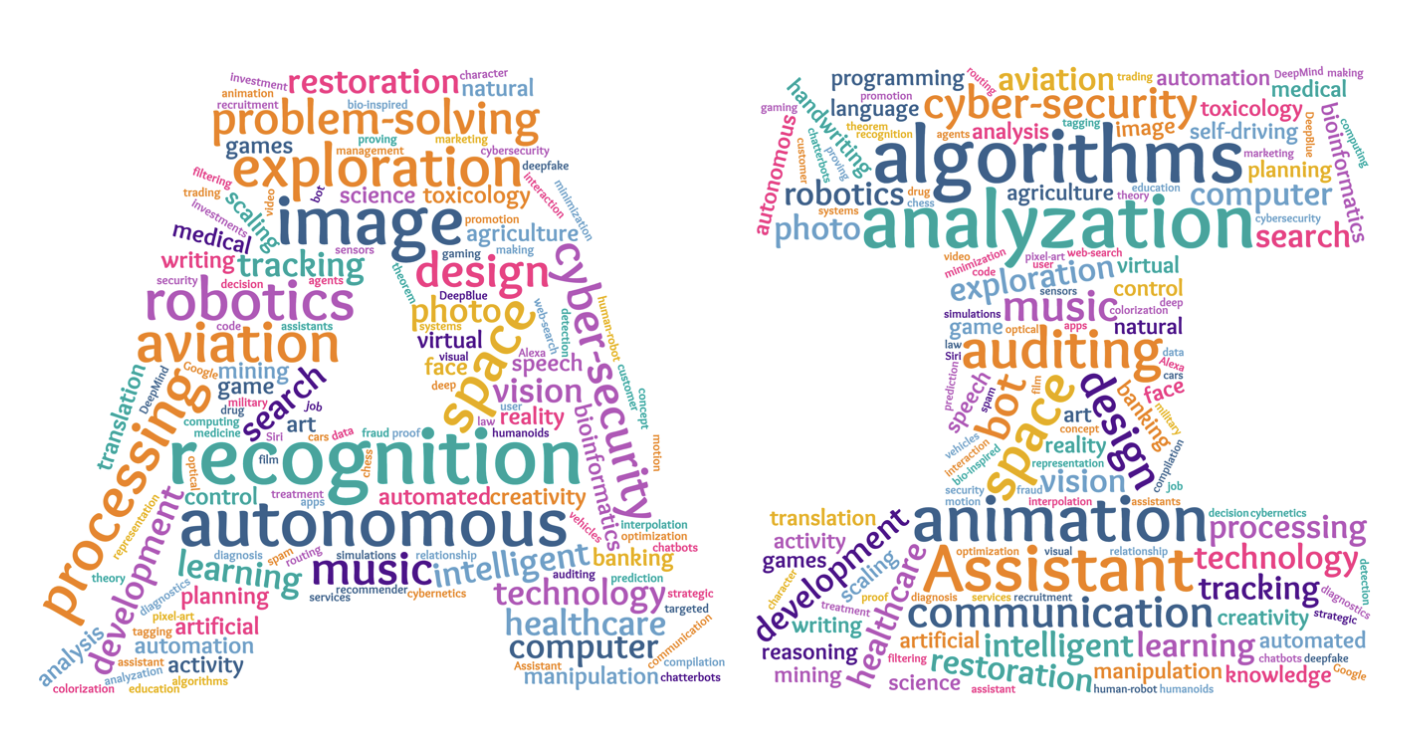 investment
restoration
character
animation
natural
recruitment
bio-inspired
problem-solving
proving
marketing
games
management
cybersecurity
exploration
deepfake
filtering
interaction
minimization
trading
video
bot
science
toxicology
scaling
investments
image
promotion
agriculture
medical
sensors
gaming
making
writing
tracking
theorem
design
cyber-security
security
decision
agents
robotics
DeepBlue
photo
space
web-search
detection
human-robot
code
assistants
systems
aviation
virtual
visual
Alexa
face
speech
translation
DeepMind
Google
mining
search
game
deep
vision
customer
concept
processing
military
job
drug
user
reality
bioinformatics
computing
art
law
medicine
Siri
cars
data
fraud
proof
humanoids
motion
recognition
film
chess
optical
control
treatment
apps
automated
creativity
representation
development
autonomous
vehicles
interpolation
optimization
chatbots
diagnosis
spam
routing
simulations
relationship
intelligent
banking
learning
music
auditing
theory
recommender
prediction
diagnostics
planning
services
cybernetics
technology
strategic
pixel-art
targeted
tagging
artificial
healthcare
analysis
automation
computer
communication
assistant
activity
Assistant
compilation
analyzation
manipulation
chatterbots
colorization
education
algorithms
programming
routing
aviation
trading
automation
DeepMind
making
handwriting
promotion
medical
gaming
language
cyber-security
toxicology
bioinformatics
computing
autonomous
theorem
recognition
agents
analysis
tagging
image
self-driving
DeepBlue
customer
chatterbots
proving
algorithms
marketing
planning
robotics
drug
chess
agriculture
theory
education
computer
systems
photo
analyzation
cybersecurity
search
video
minimization
code
pixel-art
user
web-search
exploration
virtual
sensors
control
simulations
music
colorization
deep
game
optical
apps
natural
law
Siri
auditing
data
Alexa
cars
prediction
speech
spam
bot
film
space
design
face
banking
military
art
concept
vehicles
interaction
bio-inspired
reality
representation
compilation
security
fraud
vision
job
motion
interpolation
assistants
translation
animation
decision
cybernetics
activity
development
processing
games
scaling
healthcare
optimization
visual
relationship
technology
detection
character
Assistant
tracking
diagnostics
proof
diagnosis
services
recruitment
treatment
communication
creativity
strategic
writing
artificial
intelligent
learning
automated
reasoning
filtering
restoration
chatbots
deepfake
mining
manipulation
knowledge
Google
science
assistant
human-robot
humanoids